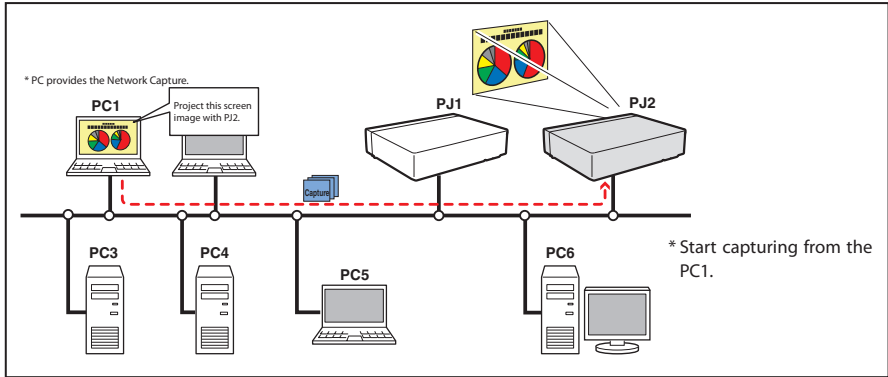 * PC provides the Network Capture.
PC1
Project this screen
image with PJ2.
PJ1
PJ2
Capture
PC3
PC4
PC5
PC6
* Start capturing from the
PC1.